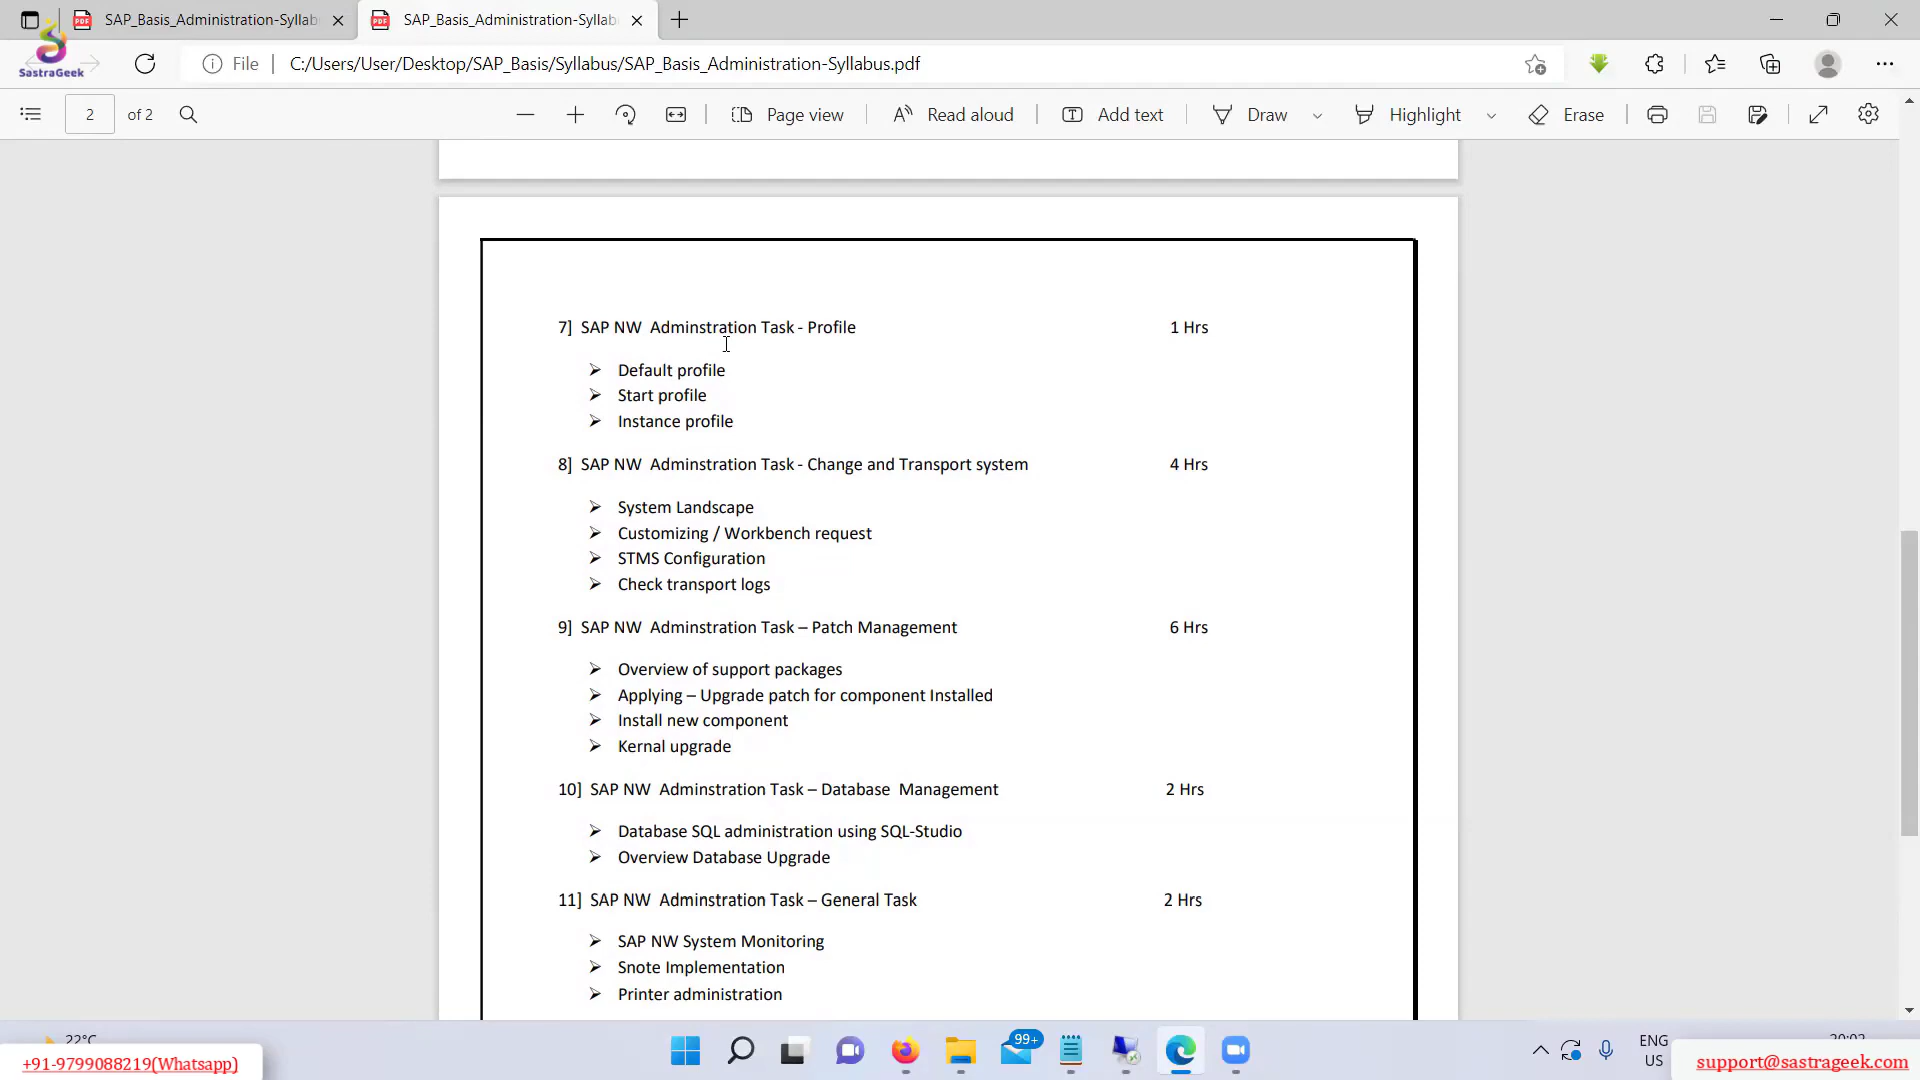 SAP_Basis_Administration-Syllab
SAP_Basis_Administration-Syllab
SastraGeek
File
C:/Users/User/Desktop/SAP_Basis/Syllabus/SAP_Basis_Administration-Syllabus.pdf
2 of 2
Page view
Read aloud
Add text
Draw
Highlight
Erase
7] SAP NW Adminstration Task - Profile 1 Hrs
Default profile
Start profile
Instance profile
8] SAP NW Adminstration Task - Change and Transport system 4 Hrs
System Landscape
Customizing / Workbench request
STMS Configuration
Check transport logs
9] SAP NW Adminstration Task – Patch Management 6 Hrs
Overview of support packages
Applying – Upgrade patch for component Installed
Install new component
Kernal upgrade
10] SAP NW Adminstration Task – Database Management 2 Hrs
Database SQL administration using SQL-Studio
Overview Database Upgrade
11] SAP NW Adminstration Task – General Task 2 Hrs
SAP NW System Monitoring
Snote Implementation
Printer administration
22°C
99+
ENG
US
20:02
+91-9799088219(Whatsapp)
support@sastrageek.com